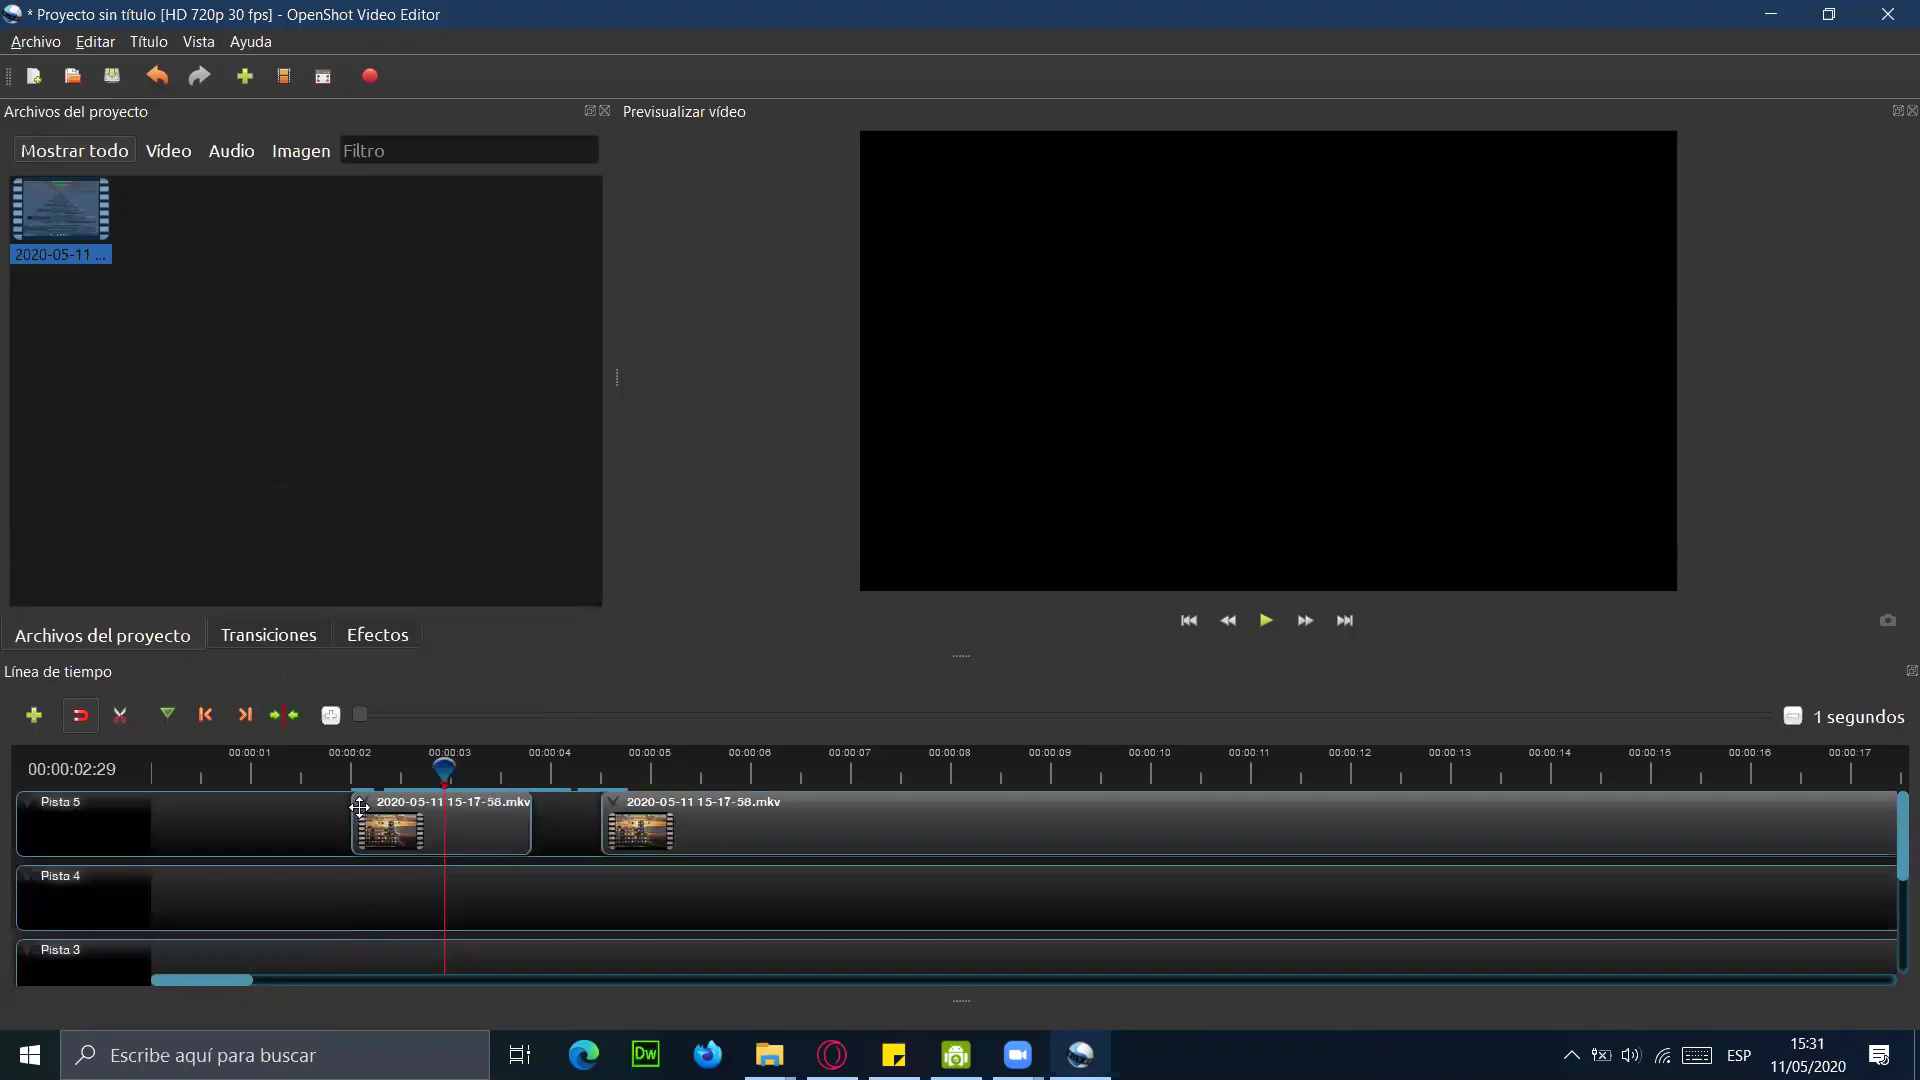 * Proyecto sin título [HD 720p 30 fps] - OpenShot Video Editor
Archivo Editar Título Vista Ayuda
Archivos del proyecto
Previsualizar vídeo
Mostrar todo Vídeo Audio Imagen Filtro
2020-05-11 ...
Archivos del proyecto Transiciones Efectos
Línea de tiempo
1 segundos
00:00:02:29
00:00:01 00:00:02 00:00:03 00:00:04 00:00:05 00:00:06 00:00:07 00:00:08 00:00:09 00:00:10 00:00:11 00:00:12 00:00:13 00:00:14 00:00:15 00:00:16 00:00:17
Pista 5
2020-05-11 15-17-58.mkv
2020-05-11 15-17-58.mkv
Pista 4
Pista 3
Escribe aquí para buscar
Dw
ESP
15:31
11/05/2020